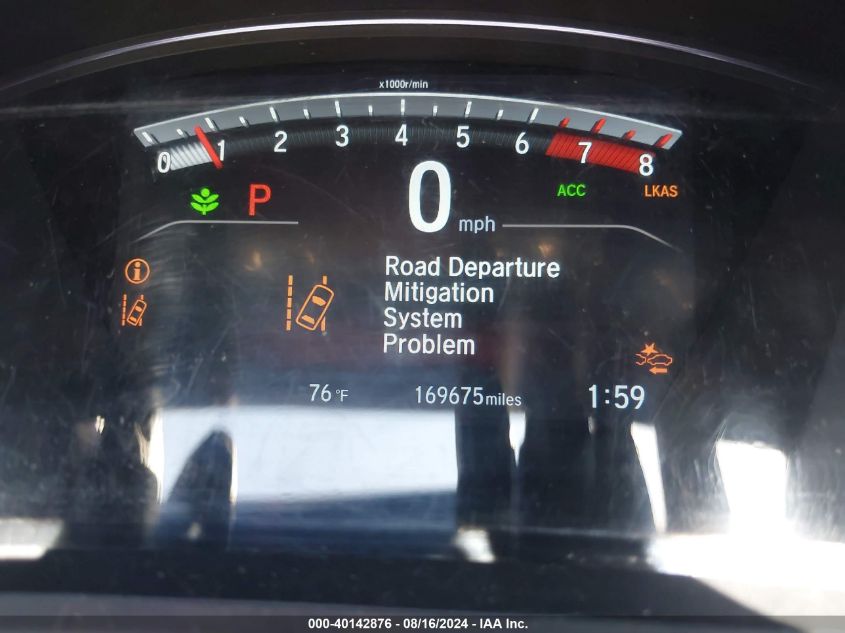 x1000r/min
0 1 2 3 4 5 6 7 8
P 0 mph ACC LKAS
Road Departure
Mitigation
System
Problem
76 °F 169675 miles 1:59
000-40142876 - 08/16/2024 - IAA Inc.